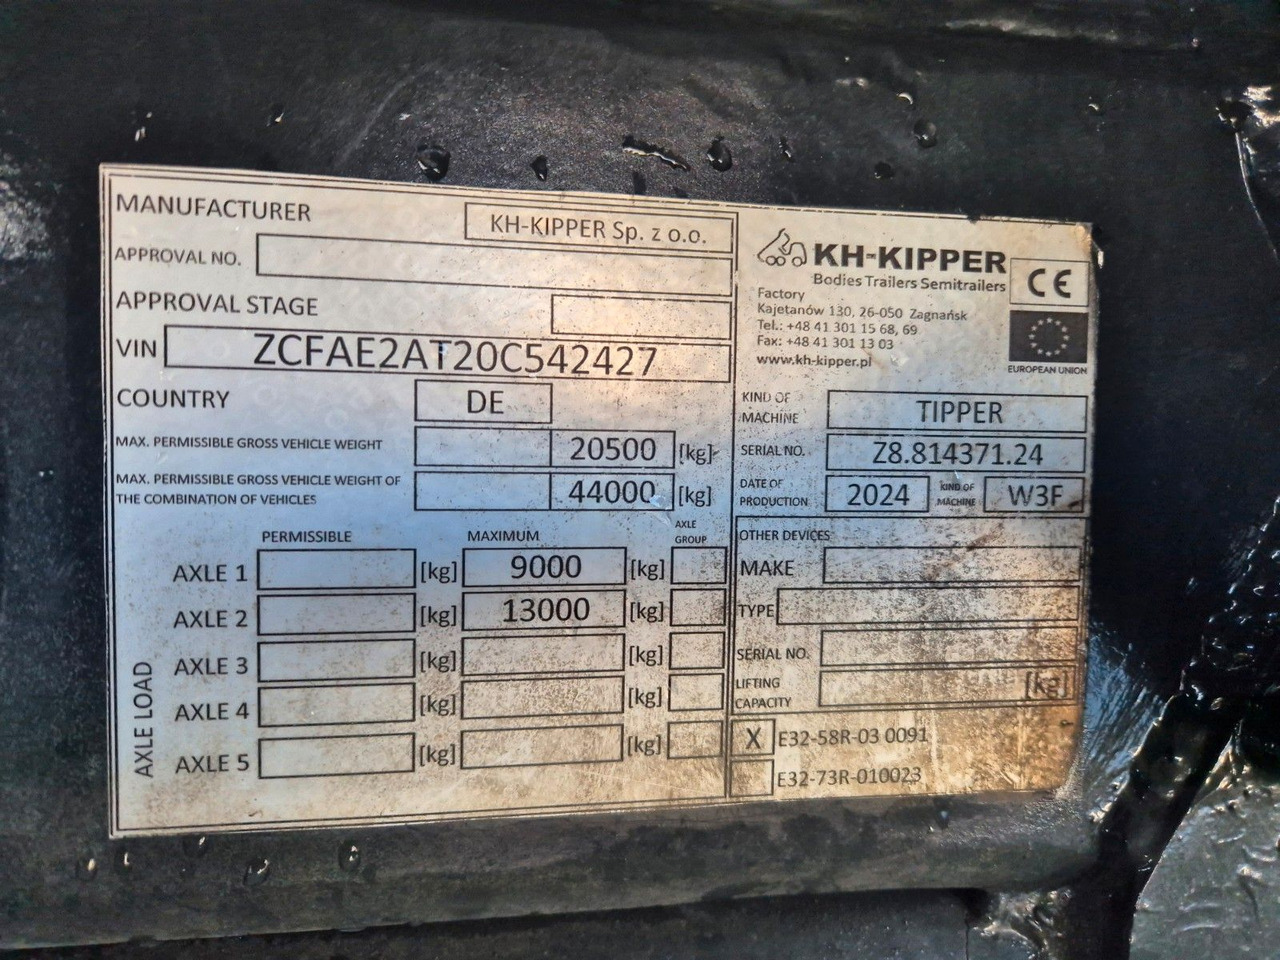 MANUFACTURER KH-KIPPER Sp. z o.o.
APPROVAL NO.
APPROVAL STAGE
VIN ZCFAE2AT20C542427
COUNTRY DE
MAX. PERMISSIBLE GROSS VEHICLE WEIGHT 20500 [kg]
MAX. PERMISSIBLE GROSS VEHICLE WEIGHT OF
THE COMBINATION OF VEHICLES 44000 [kg]
PERMISSIBLE MAXIMUM AXLE
GROUP
AXLE LOAD
AXLE 1 [kg] 9000 [kg]
AXLE 2 [kg] 13000 [kg]
AXLE 3 [kg] [kg]
AXLE 4 [kg] [kg]
AXLE 5 [kg] [kg]
KH-KIPPER
Bodies Trailers Semitrailers
CE
Factory
Kajetanów 130, 26-050 Zagnańsk
Tel.: +48 41 301 15 68, 69
Fax: +48 41 301 13 03
www.kh-kipper.pl
EUROPEAN UNION
KIND OF
MACHINE TIPPER
SERIAL NO. Z8.814371.24
DATE OF
PRODUCTION 2024
KIND OF
MACHINE W3F
OTHER DEVICES
MAKE
TYPE
SERIAL NO.
LIFTING
CAPACITY [kg]
X E32-58R-03 0091
E32-73R-010023